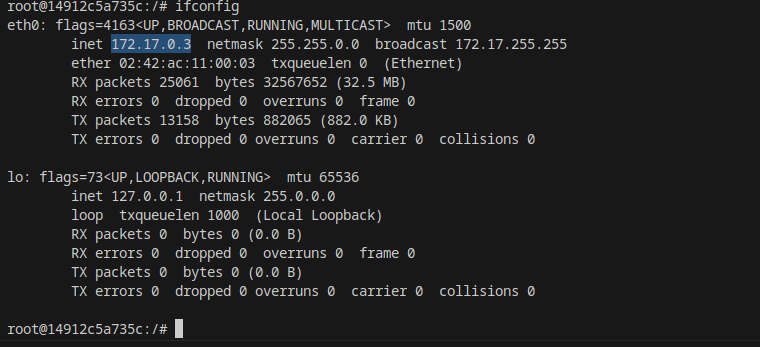 root@14912c5a735c:/# ifconfig
eth0: flags=4163<UP,BROADCAST,RUNNING,MULTICAST>  mtu 1500
        inet 172.17.0.3  netmask 255.255.0.0  broadcast 172.17.255.255
        ether 02:42:ac:11:00:03  txqueuelen 0  (Ethernet)
        RX packets 25061  bytes 32567652 (32.5 MB)
        RX errors 0  dropped 0  overruns 0  frame 0
        TX packets 13158  bytes 882065 (882.0 KB)
        TX errors 0  dropped 0 overruns 0  carrier 0  collisions 0

lo: flags=73<UP,LOOPBACK,RUNNING>  mtu 65536
        inet 127.0.0.1  netmask 255.0.0.0
        loop  txqueuelen 1000  (Local Loopback)
        RX packets 0  bytes 0 (0.0 B)
        RX errors 0  dropped 0  overruns 0  frame 0
        TX packets 0  bytes 0 (0.0 B)
        TX errors 0  dropped 0 overruns 0  carrier 0  collisions 0

root@14912c5a735c:/#